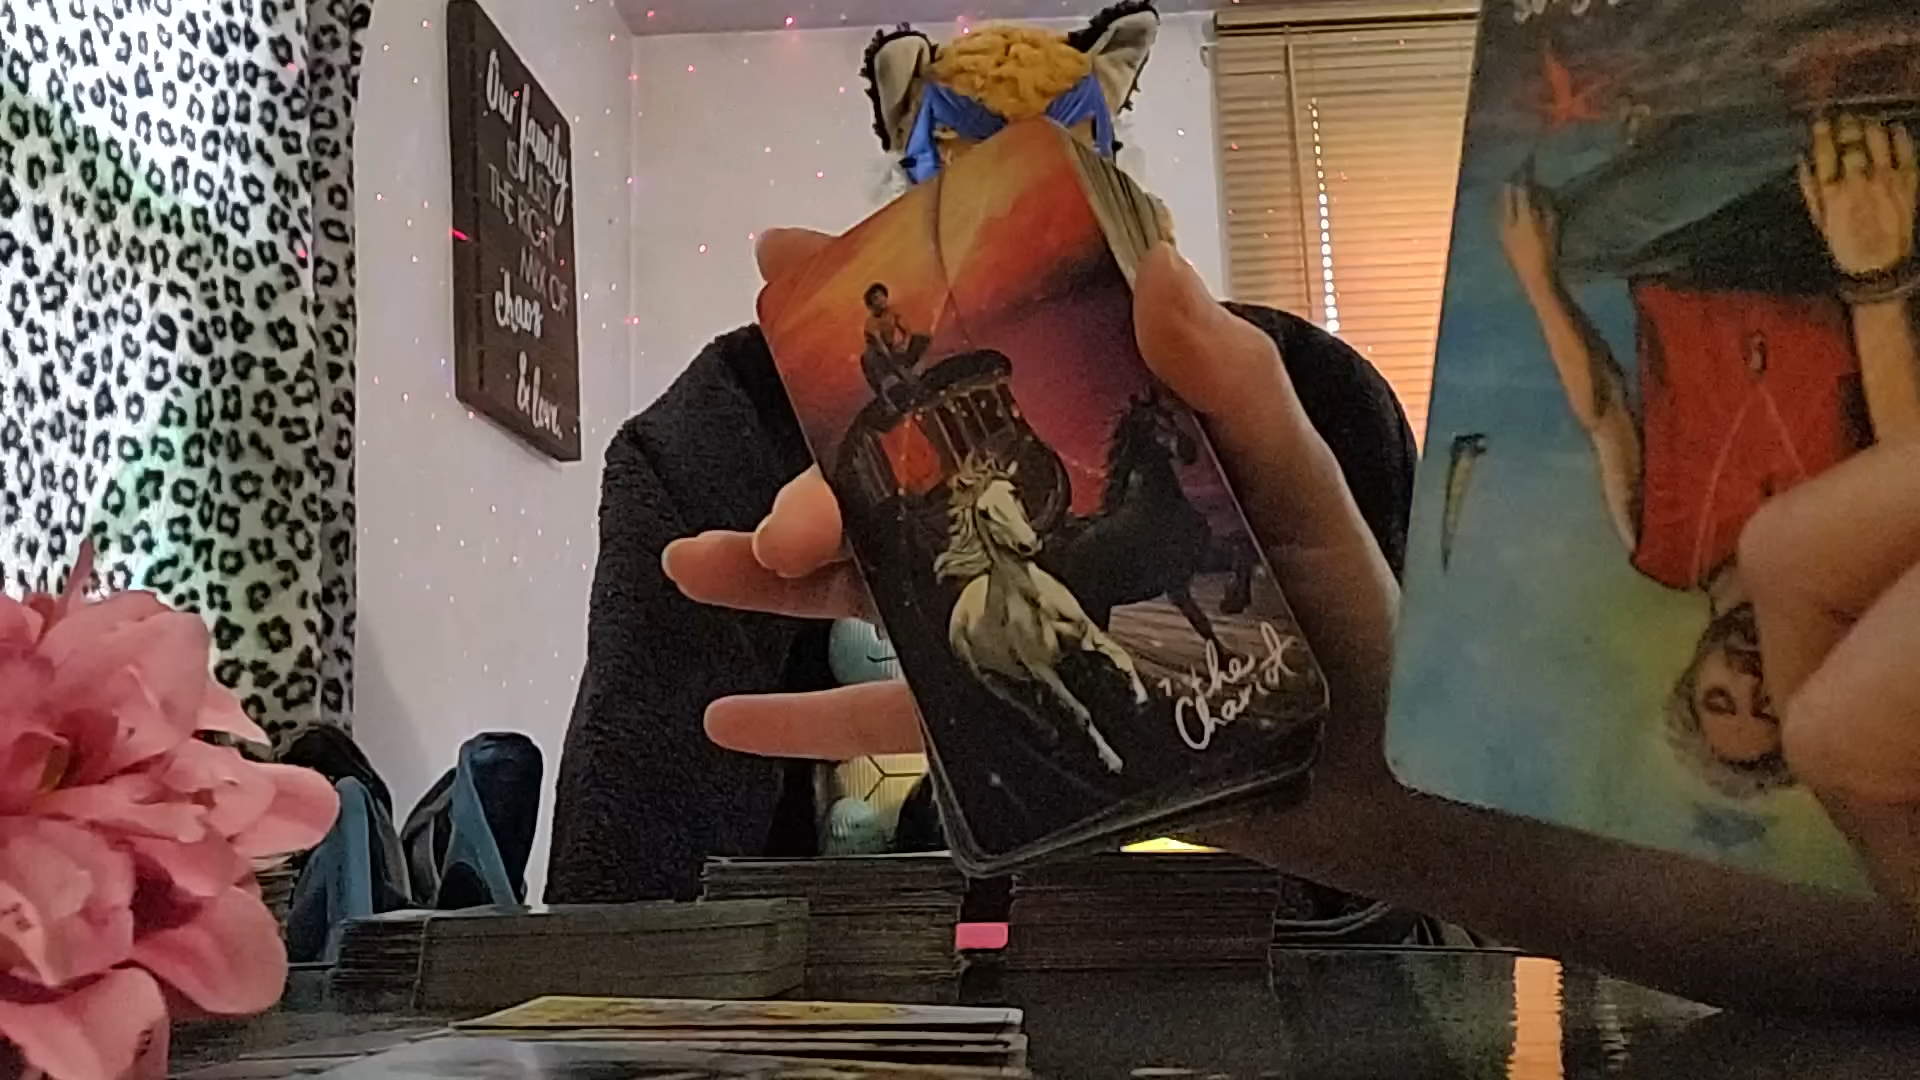 Our family
IS JUST
THE RIGHT
MIX OF
chaos
& love.
7 * the
Chariot